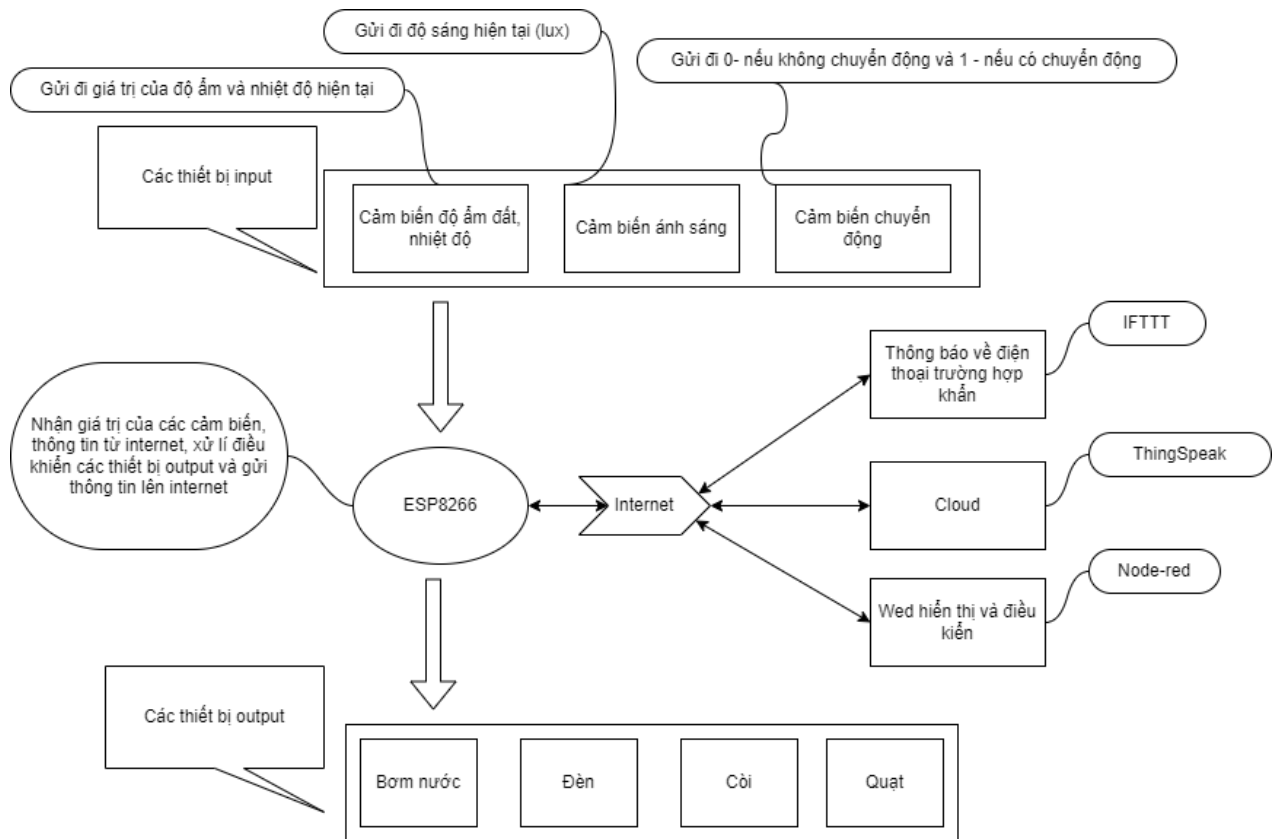 Gửi đi độ sáng hiện tại (lux)
Gửi đi 0- nếu không chuyển động và 1 - nếu có chuyển động
Gửi đi giá trị của độ ẩm và nhiệt độ hiện tại
Các thiết bị input
Cảm biến độ ẩm đất,
nhiệt độ
Cảm biến ánh sáng
Cảm biến chuyển
động
IFTTT
Thông báo về điện
thoại trường hợp
khẩn
Nhận giá trị của các cảm biến,
thông tin từ internet, xử lí điều
khiển các thiết bị output và gửi
thông tin lên internet
ESP8266
Internet
Cloud
ThingSpeak
Node-red
Wed hiển thị và điều
kiển
Các thiết bị output
Bơm nước
Đèn
Còi
Quạt